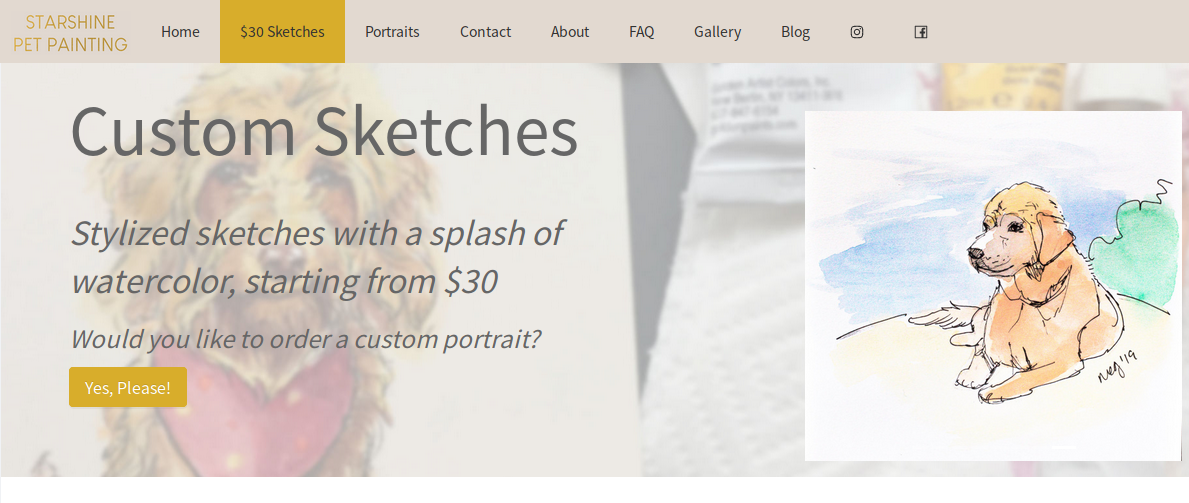 STARSHINE
PET PAINTING
Home
$30 Sketches
Portraits
Contact
About
FAQ
Gallery
Blog
Custom Sketches
Stylized sketches with a splash of
watercolor, starting from $30
Would you like to order a custom portrait?
Yes, Please!
Meg '19